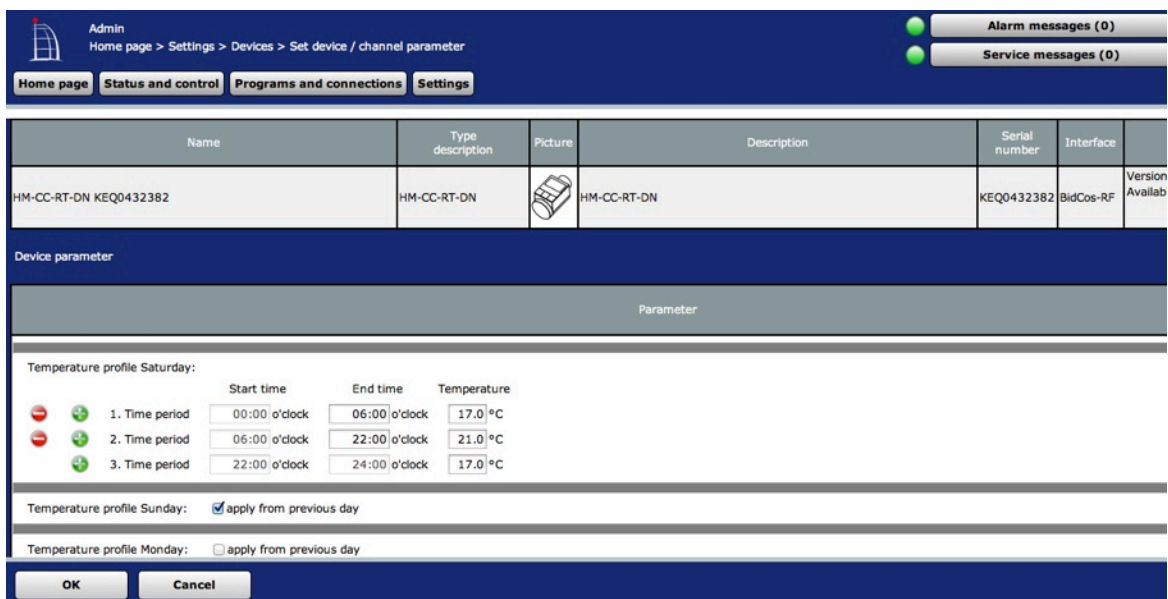 Admin
Home page > Settings > Devices > Set device / channel parameter
Alarm messages (0)
Service messages (0)
Home page Status and control Programs and connections Settings
Name Type description Picture Description Serial number Interface
HM-CC-RT-DN KEQ0432382 HM-CC-RT-DN HM-CC-RT-DN KEQ0432382 BidCos-RF Version
Availab
Device parameter
Parameter
Temperature profile Saturday:
Start time End time Temperature
1. Time period 00:00 o'clock 06:00 o'clock 17.0 °C
2. Time period 06:00 o'clock 22:00 o'clock 21.0 °C
3. Time period 22:00 o'clock 24:00 o'clock 17.0 °C
Temperature profile Sunday: apply from previous day
Temperature profile Monday: apply from previous day
OK Cancel